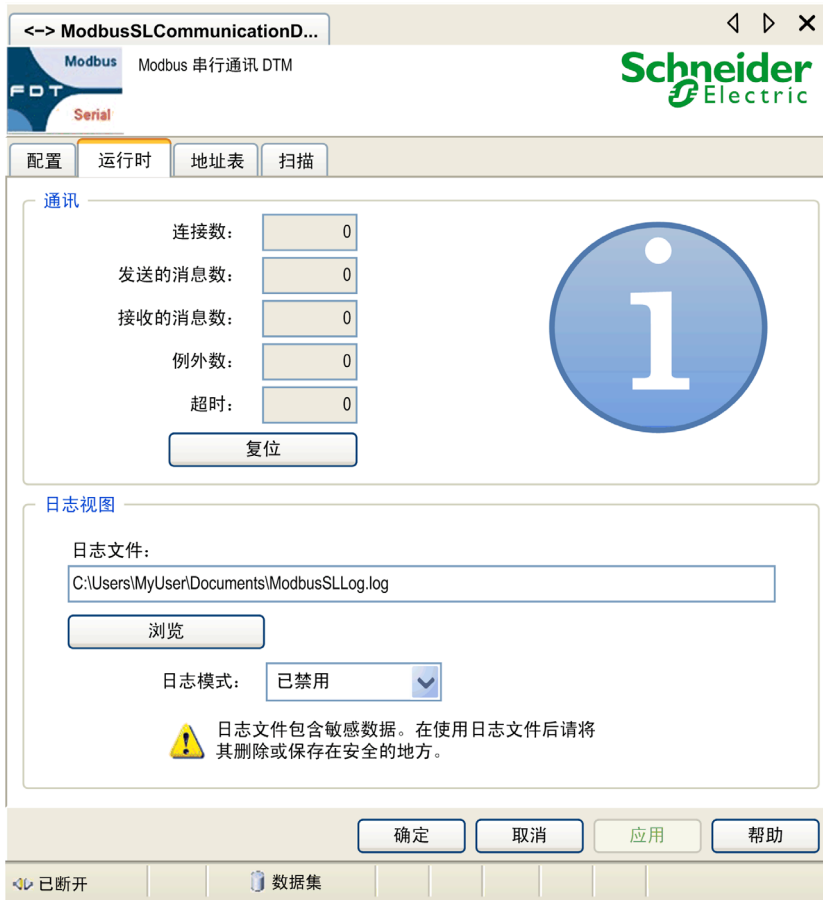 <-> ModbusSLCommunicationD...
Modbus
FDT
Serial
Modbus 串行通讯 DTM
Schneider
Electric
配置 运行时 地址表 扫描
通讯
连接数: 0
发送的消息数: 0
接收的消息数: 0
例外数: 0
超时: 0
复位
日志视图
日志文件:
C:\Users\MyUser\Documents\ModbusSLLog.log
浏览
日志模式: 已禁用
日志文件包含敏感数据。在使用日志文件后请将
其删除或保存在安全的地方。
确定 取消 应用 帮助
已断开 数据集